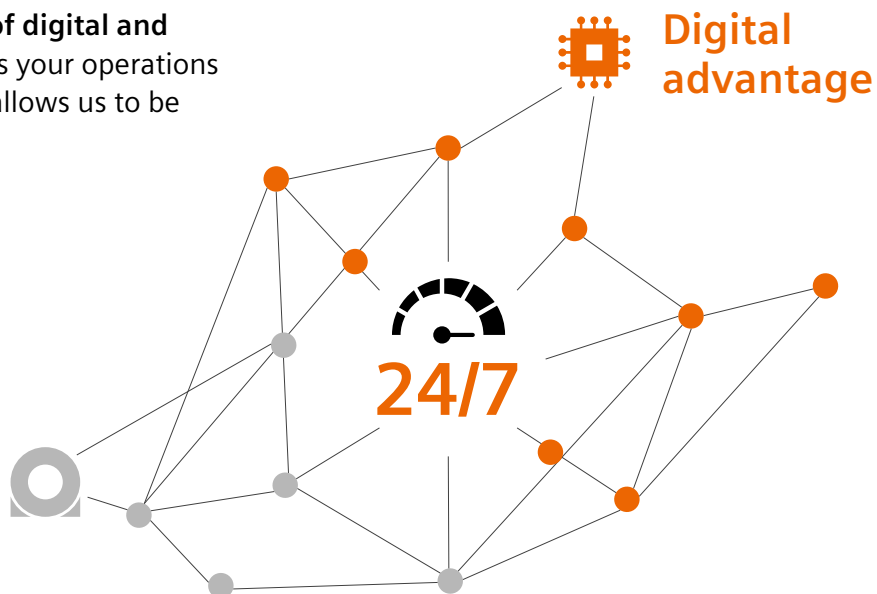 of digital and
s your operations
allows us to be
Digital
advantage
24/7